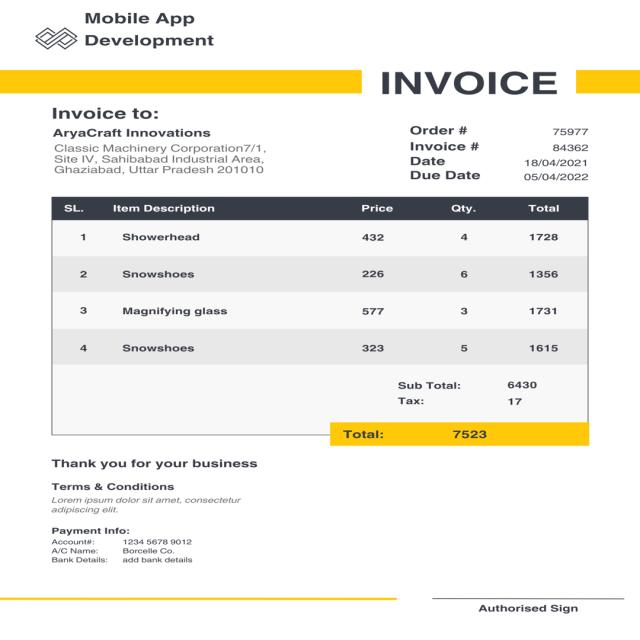 Mobile App
Development
INVOICE
Invoice to:
AryaCraft Innovations
Classic Machinery Corporation7/1,
Site IV, Sahibabad Industrial Area,
Ghaziabad, Uttar Pradesh 201010
Order # 75977
Invoice # 84362
Date 18/04/2021
Due Date 05/04/2022
SL. Item Description Price Qty. Total
1 Showerhead 432 4 1728
2 Snowshoes 226 6 1356
3 Magnifying glass 577 3 1731
4 Snowshoes 323 5 1615
Sub Total: 6430
Tax: 17
Total: 7523
Thank you for your business
Terms & Conditions
Lorem ipsum dolor sit amet, consectetur
adipiscing elit.
Payment Info:
Account#: 1234 5678 9012
A/C Name: Borcelle Co.
Bank Details: add bank details
Authorised Sign